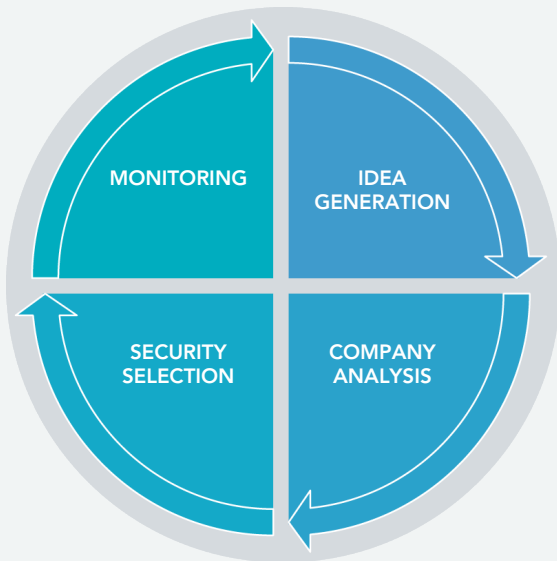 MONITORING
IDEA
GENERATION
SECURITY
SELECTION
COMPANY
ANALYSIS